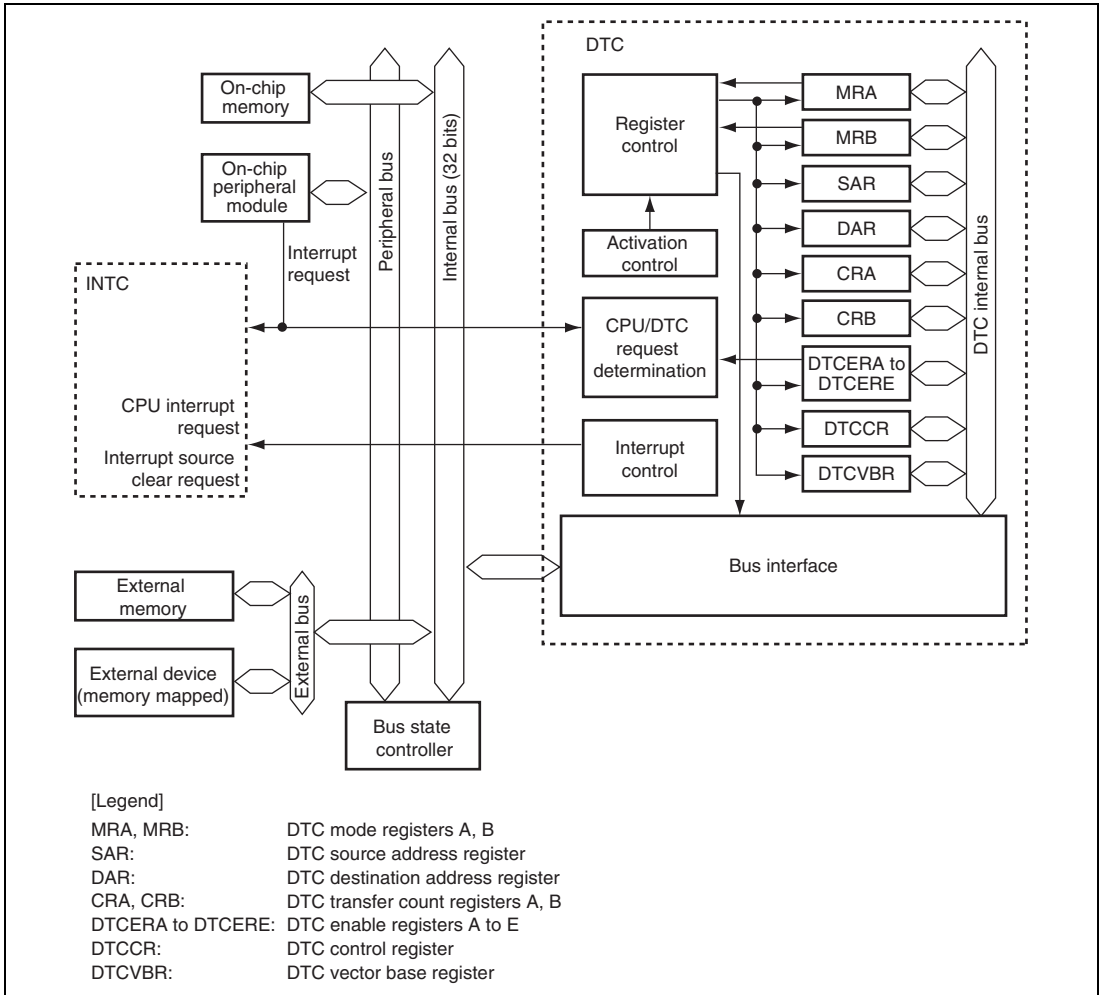 DTC
On-chip
memory
On-chip
peripheral
module
Interrupt
request
Peripheral bus
Internal bus (32 bits)
INTC
CPU interrupt
request
Interrupt source
clear request
Register
control
Activation
control
CPU/DTC
request
determination
Interrupt
control
MRA
MRB
SAR
DAR
CRA
CRB
DTCERA to
DTCERE
DTCCR
DTCVBR
DTC internal bus
Bus interface
External
memory
External device
(memory mapped)
External bus
Bus state
controller
[Legend]
MRA, MRB: DTC mode registers A, B
SAR: DTC source address register
DAR: DTC destination address register
CRA, CRB: DTC transfer count registers A, B
DTCERA to DTCERE: DTC enable registers A to E
DTCCR: DTC control register
DTCVBR: DTC vector base register